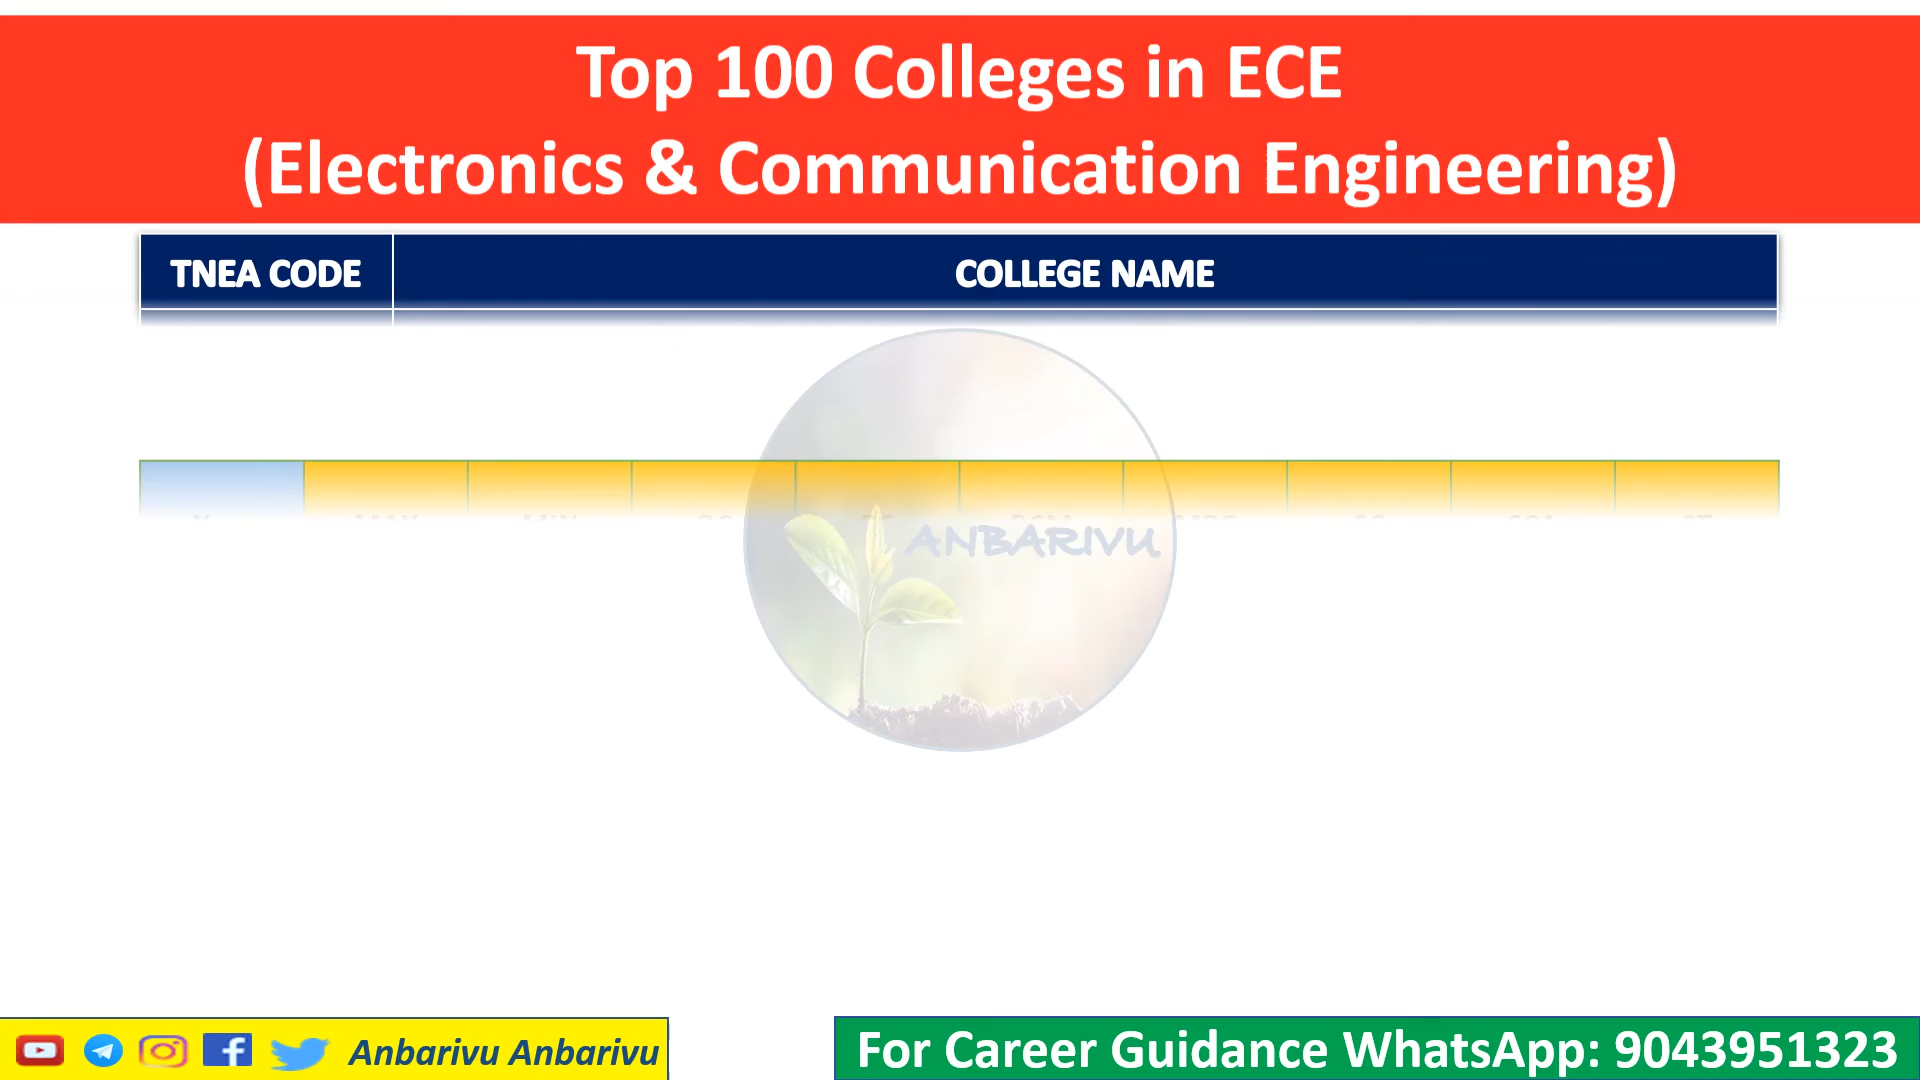 Top 100 Colleges in ECE
(Electronics & Communication Engineering)
TNEA CODE COLLEGE NAME
ANBARIVU
Anbarivu Anbarivu
For Career Guidance WhatsApp: 9043951323